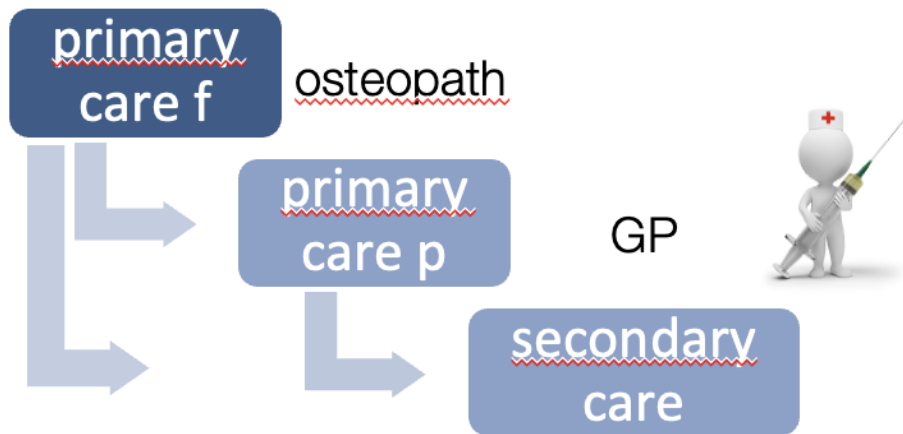 primary
care f
osteopath
primary
care p
GP
secondary
care